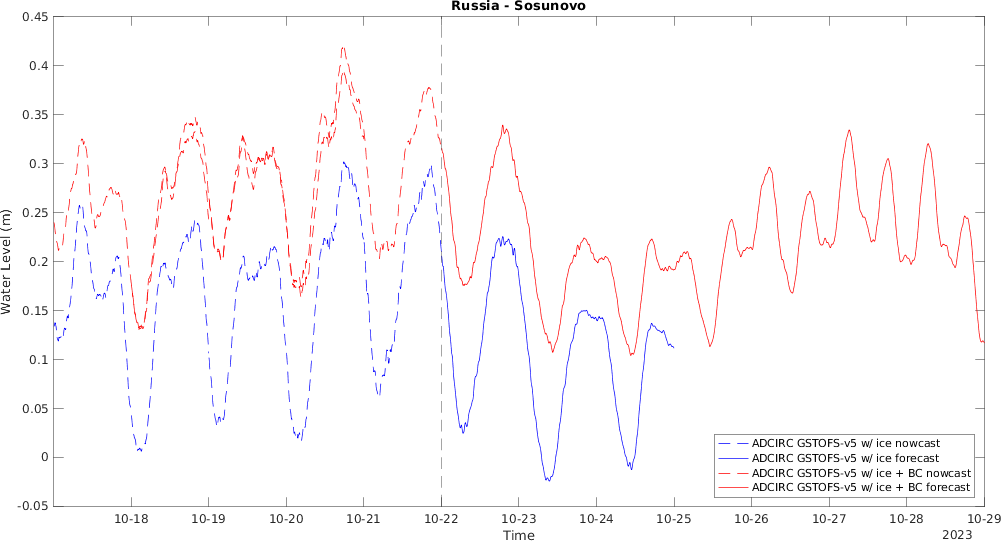 Russia - Sosunovo
0.45
0.4
0.35
0.3
0.25
0.2
0.15
0.1
0.05
0
-0.05
Water Level (m)
ADCIRC GSTOFS-v5 w/ ice nowcast
ADCIRC GSTOFS-v5 w/ ice forecast
ADCIRC GSTOFS-v5 w/ ice + BC nowcast
ADCIRC GSTOFS-v5 w/ ice + BC forecast
10-18 10-19 10-20 10-21 10-22 10-23 10-24 10-25 10-26 10-27 10-28 10-29
2023
Time